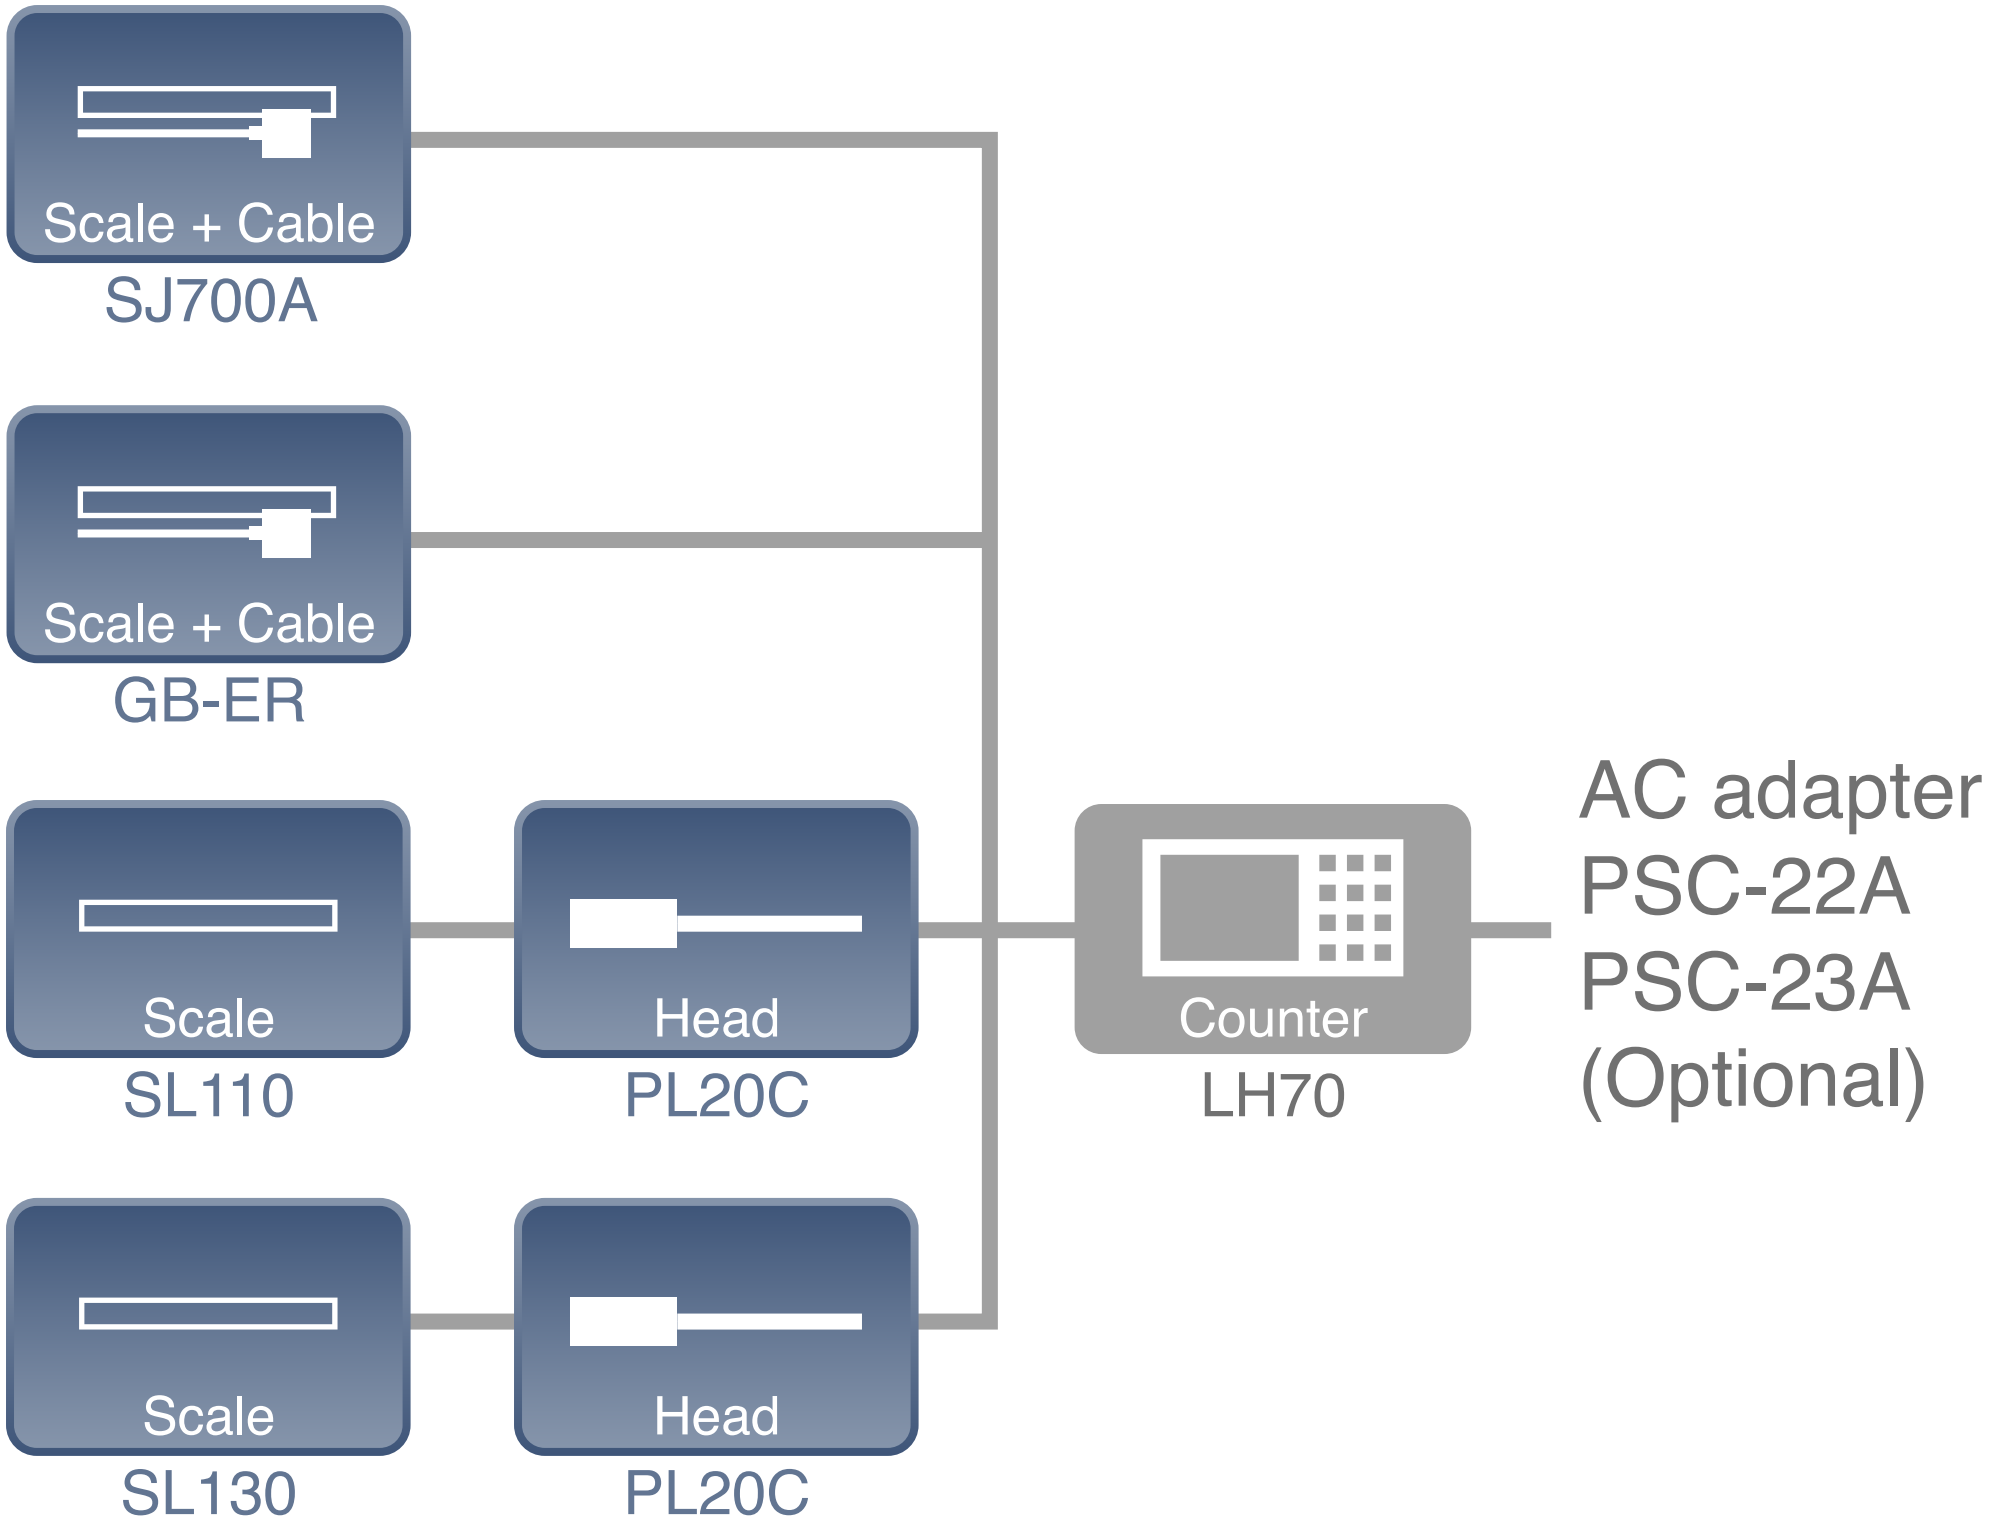 Scale + Cable
SJ700A
Scale + Cable
GB-ER
Scale
SL110
Head
PL20C
Counter
LH70
AC adapter
PSC-22A
PSC-23A
(Optional)
Scale
SL130
Head
PL20C